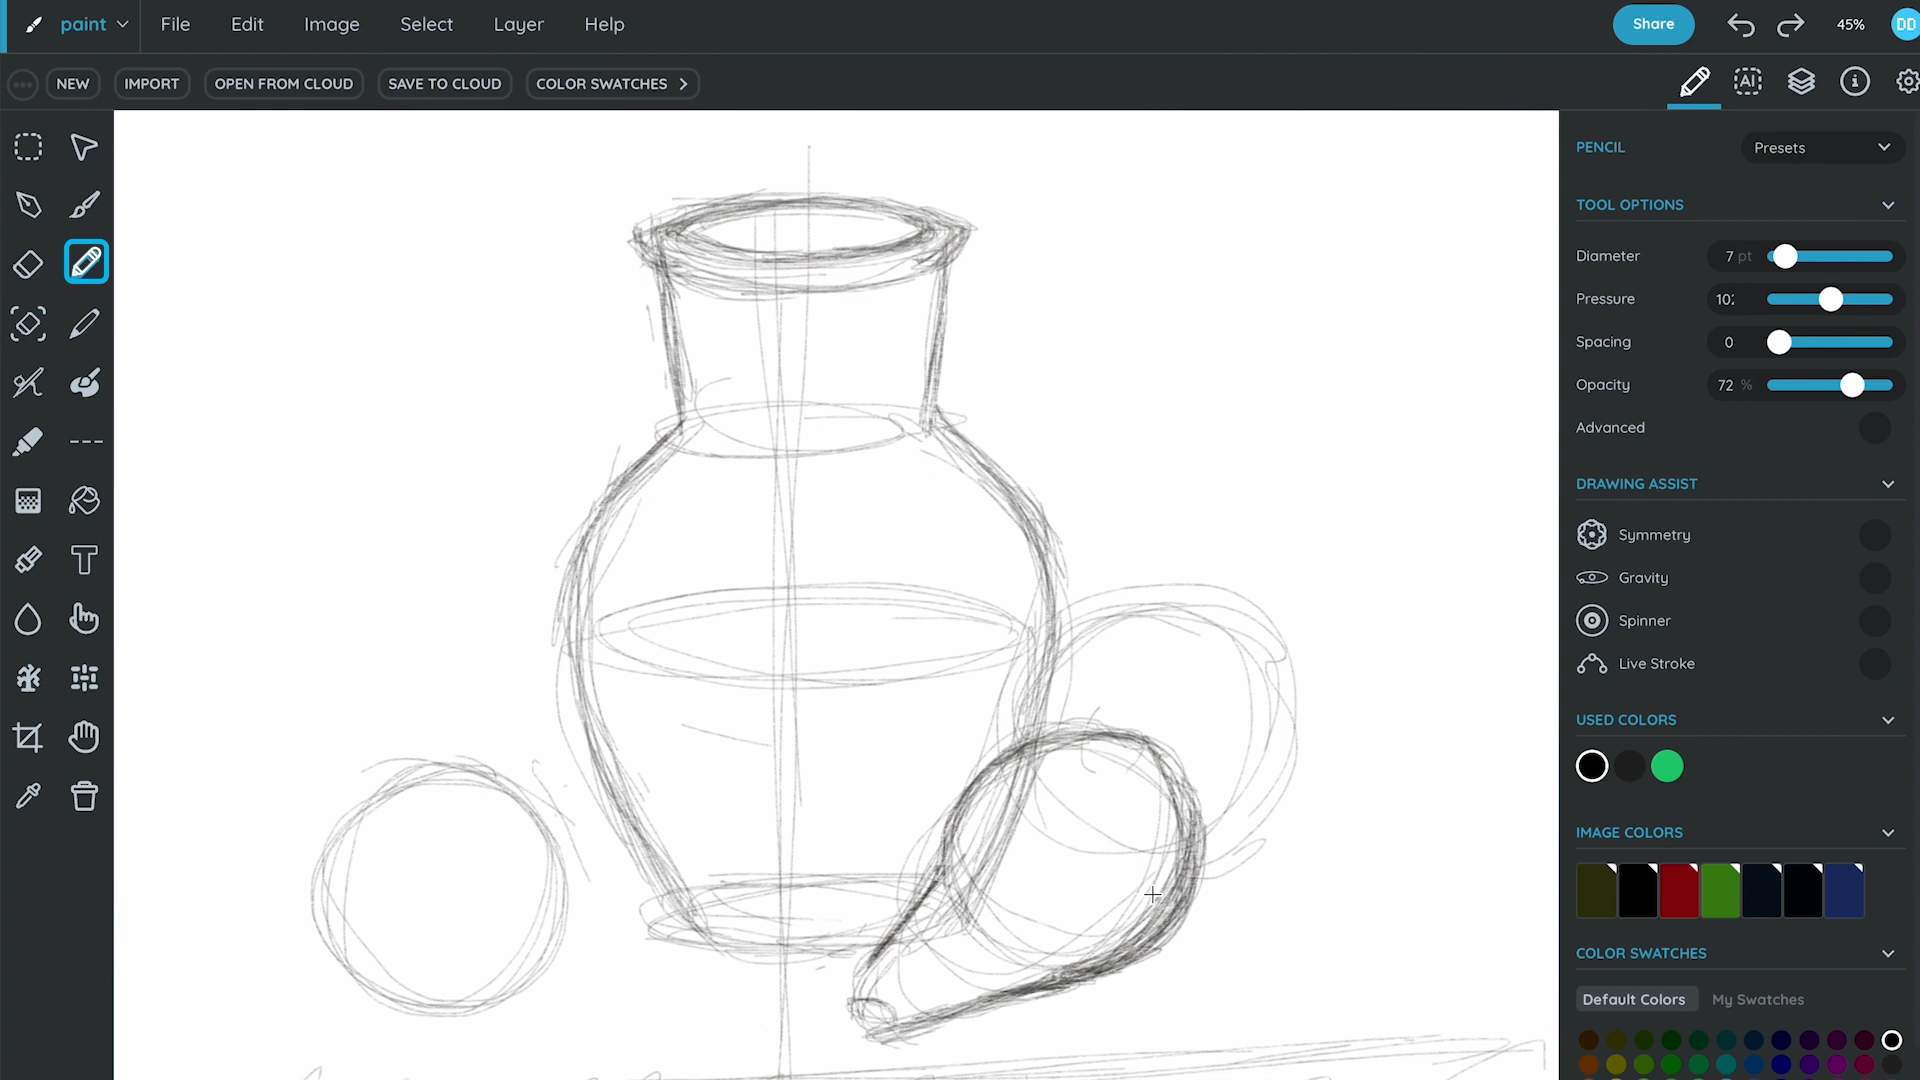 paint File Edit Image Select Layer Help Share 45% DD
NEW IMPORT OPEN FROM CLOUD SAVE TO CLOUD COLOR SWATCHES AI
PENCIL Presets
TOOL OPTIONS
Diameter 7 pt
Pressure 102
Spacing 0
Opacity 72 %
Advanced
DRAWING ASSIST
Symmetry
Gravity
Spinner
Live Stroke
USED COLORS
IMAGE COLORS
COLOR SWATCHES
Default Colors My Swatches